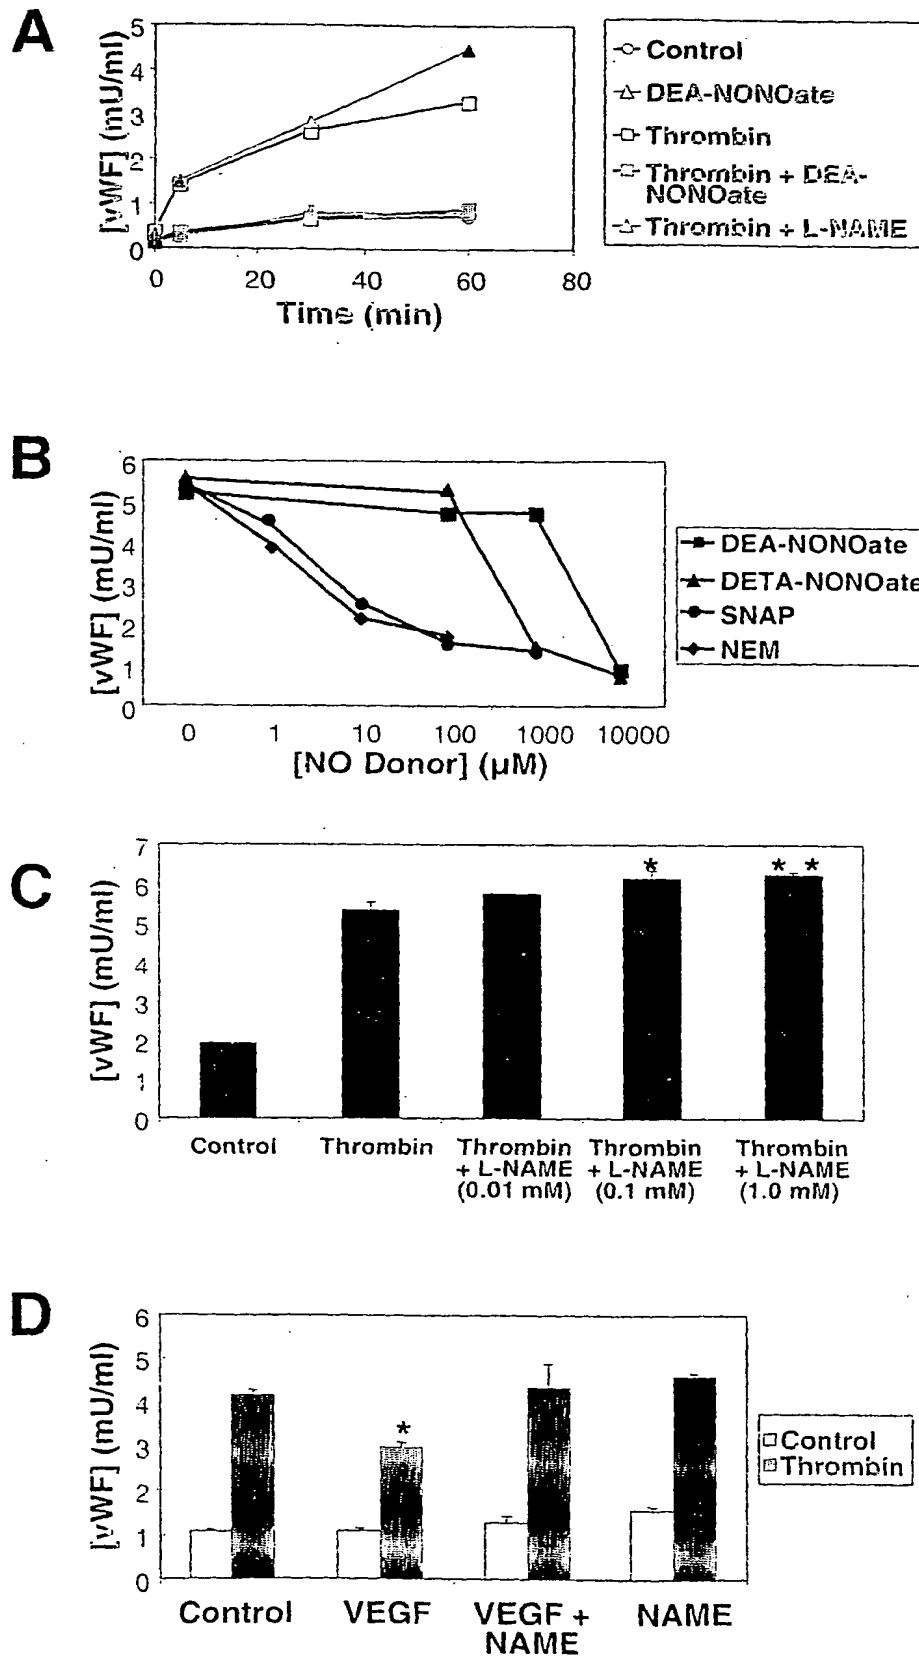 A
[vWF] (mU/ml)
5
4
3
2
1
0
0 20 40 60 80
Time (min)
Control
DEA-NONOate
Thrombin
Thrombin + DEA-
NONOate
Thrombin + L-NAME
B
[vWF] (mU/ml)
6
5
4
3
2
1
0
0 1 10 100 1000 10000
[NO Donor] (µM)
DEA-NONOate
DETA-NONOate
SNAP
NEM
C
[vWF] (mU/ml)
7
6
5
4
3
2
1
0
*
* *
Control Thrombin Thrombin Thrombin Thrombin
+ L-NAME + L-NAME + L-NAME
(0.01 mM) (0.1 mM) (1.0 mM)
D
[vWF] (mU/ml)
6
5
4
3
2
1
0
*
Control VEGF VEGF + NAME
NAME
Control
Thrombin